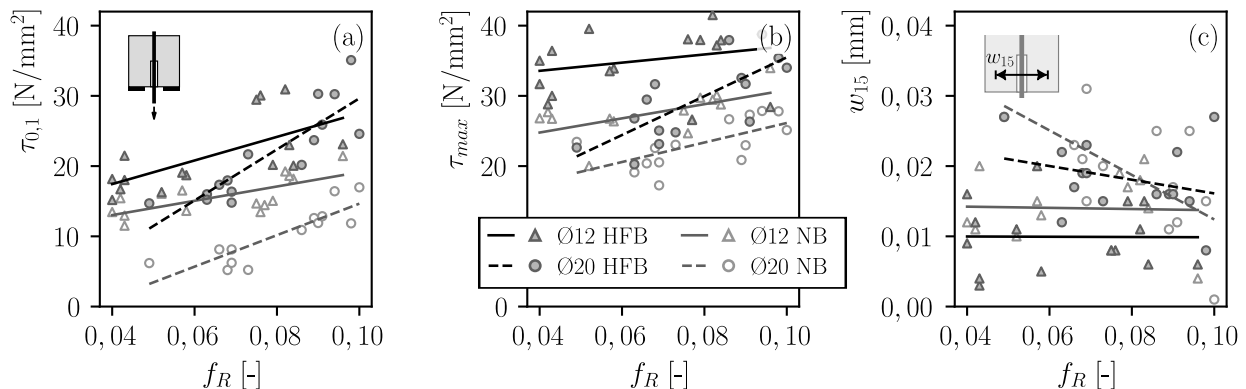 (a)
τ0,1 [N/mm²]
40
30
20
10
0
0,04 0,06 0,08 0,10
fR [-]
(b)
τmax [N/mm²]
40
30
20
0
0,04 0,06 0,08 0,10
fR [-]
Ø12 HFB Ø12 NB
Ø20 HFB Ø20 NB
(c)
w15
w15 [mm]
0,04
0,03
0,02
0,01
0,00
0,04 0,06 0,08 0,10
fR [-]